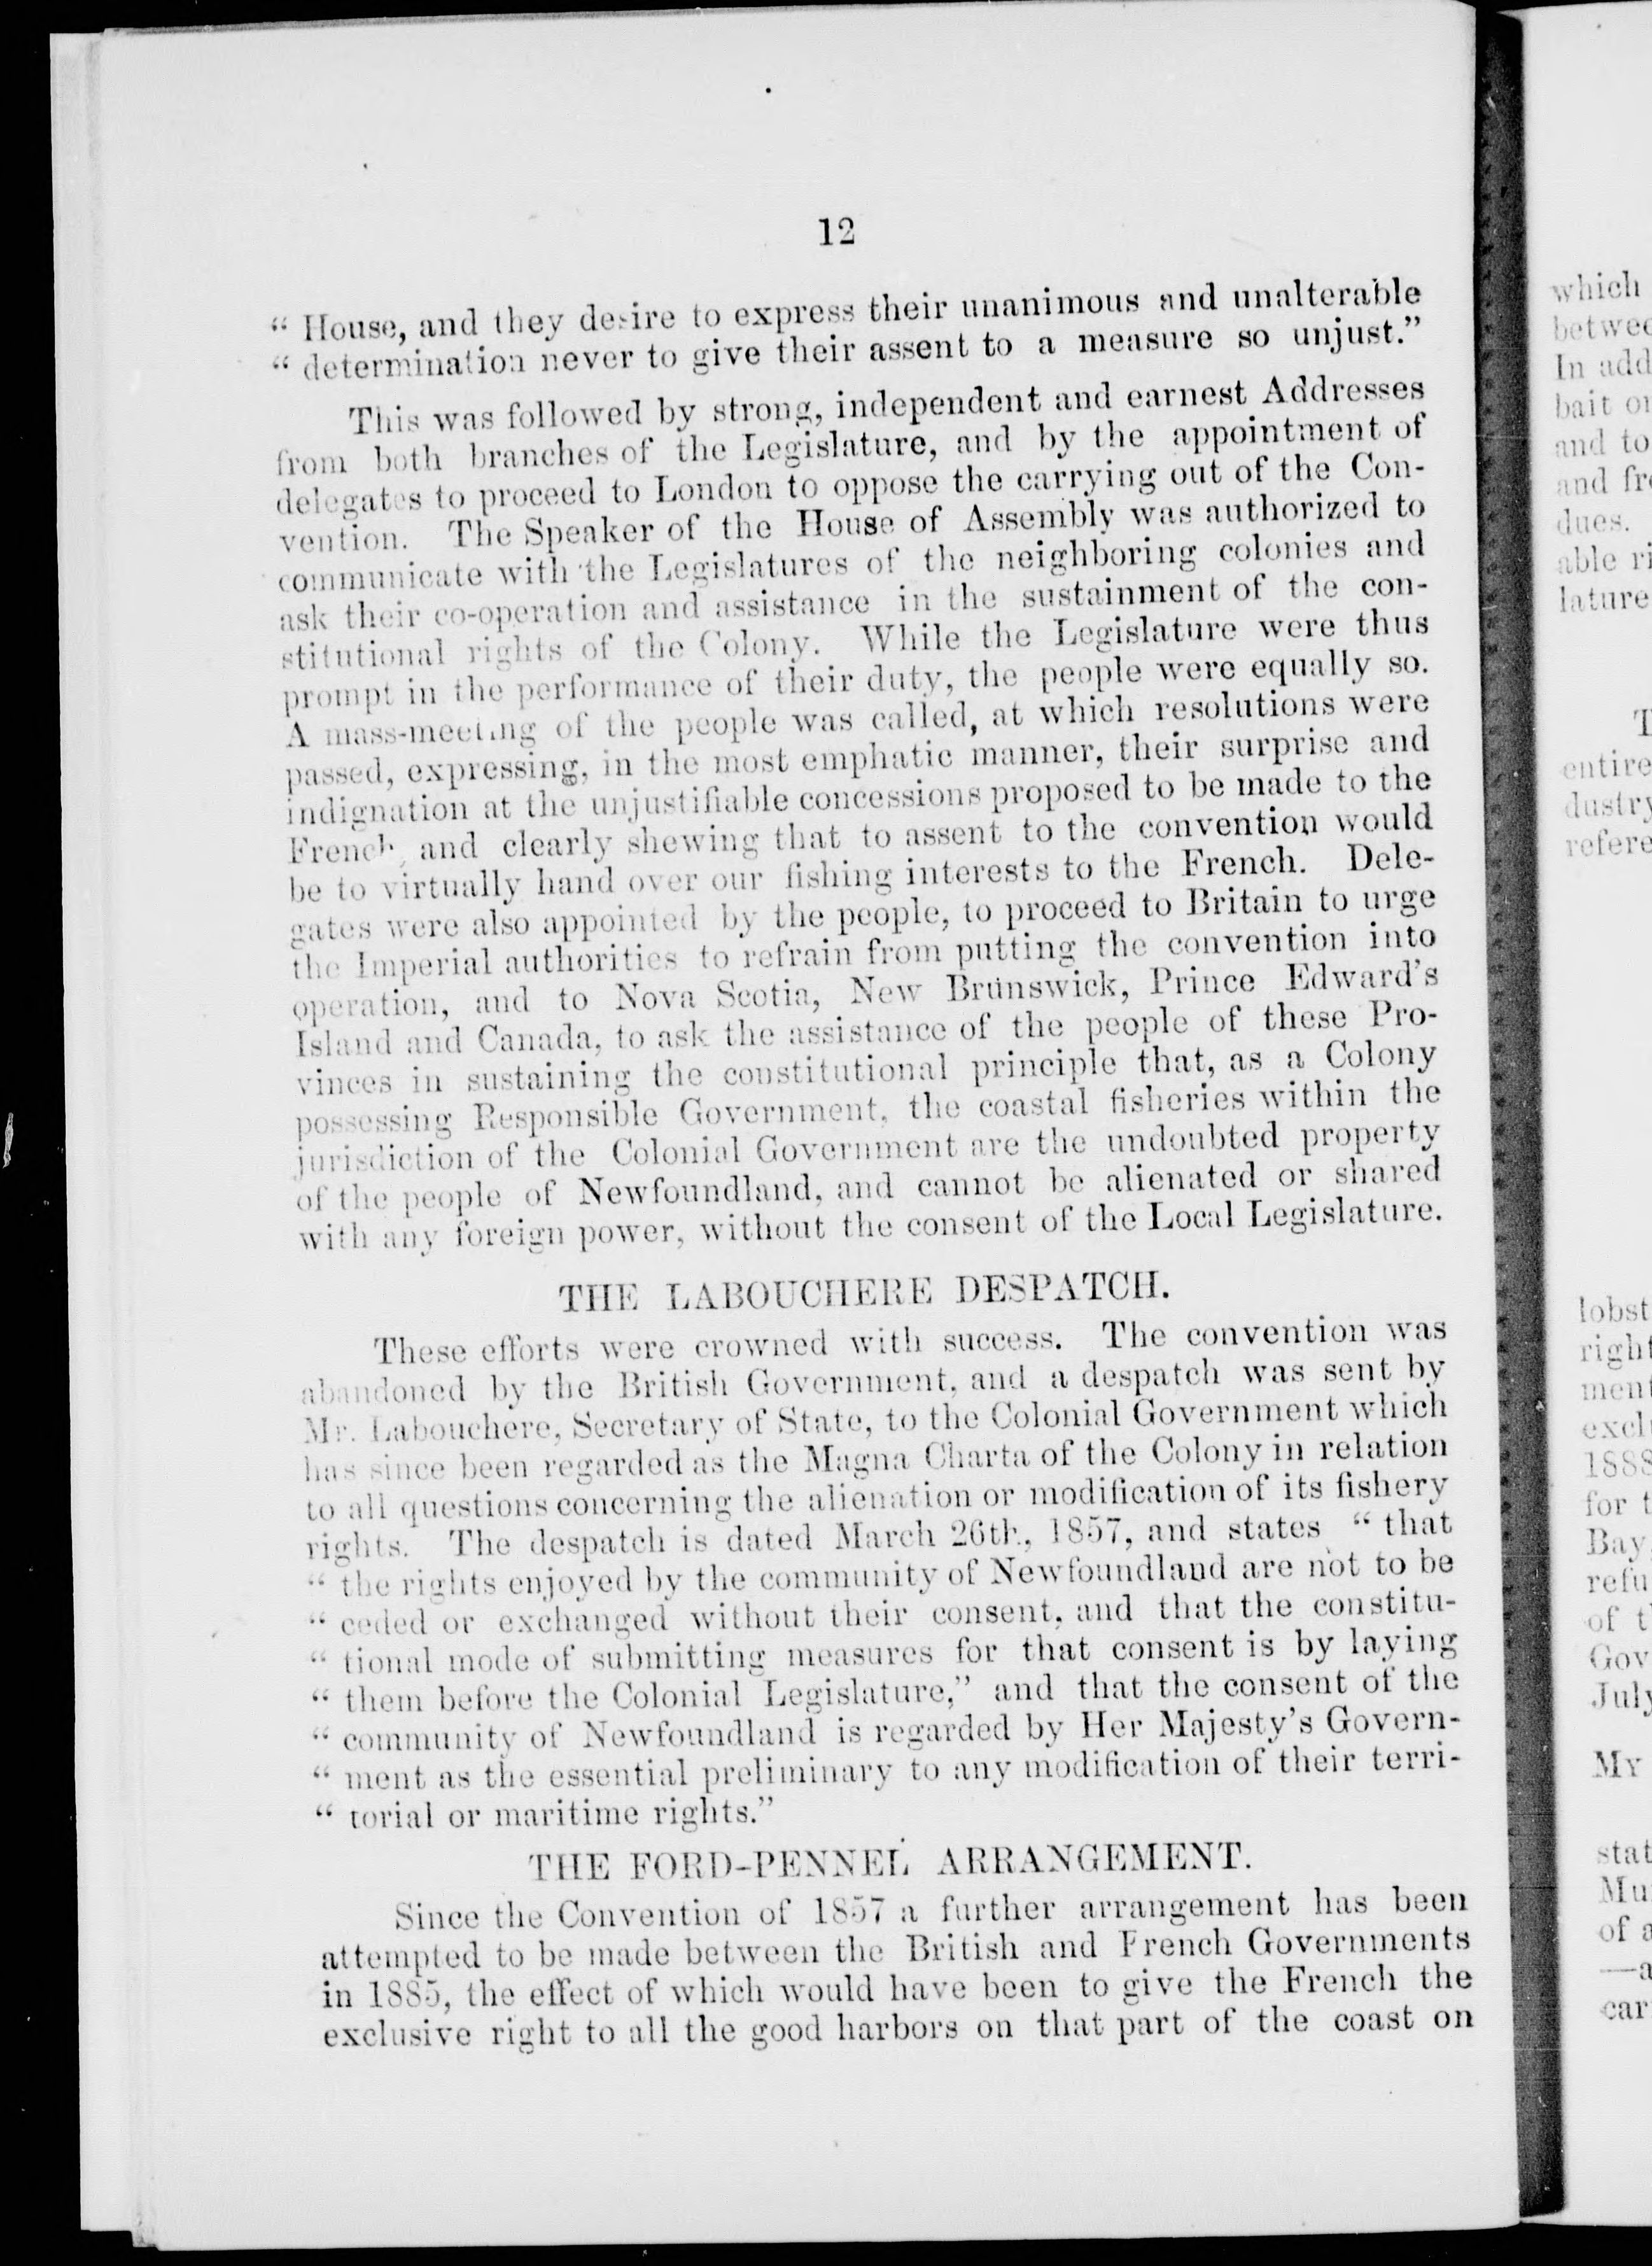 12
“ House, and they desire to express their unanimous and unalterable
“ determination never to give their assent to a measure so unjust.”
This was followed by strong, independent and earnest Addresses
from both branches of the Legislature, and by the appointment of
delegates to proceed to London to oppose the carrying out of the Con-
vention. The Speaker of the House of Assembly was authorized to
communicate with the Legislatures of the neighboring colonies and
ask their co-operation and assistance in the sustainment of the con-
stitutional rights of the Colony. While the Legislature were thus
prompt in the performance of their duty, the people were equally so.
A mass-meeting of the people was called, at which resolutions were
passed, expressing, in the most emphatic manner, their surprise and
indignation at the unjustifiable concessions proposed to be made to the
French, and clearly shewing that to assent to the convention would
be to virtually hand over our fishing interests to the French. Dele-
gates were also appointed by the people, to proceed to Britain to urge
the Imperial authorities to refrain from putting the convention into
operation, and to Nova Scotia, New Brunswick, Prince Edward's
Island and Canada, to ask the assistance of the people of these Pro-
vinces in sustaining the constitutional principle that, as a Colony
possessing Responsible Government, the coastal fisheries within the
jurisdiction of the Colonial Government are the undoubted property
of the people of Newfoundland, and cannot be alienated or shared
with any foreign power, without the consent of the Local Legislature.
THE LABOUCHERE DESPATCH.
These efforts were crowned with success. The convention was
abandoned by the British Government, and a despatch was sent by
Mr. Labouchere, Secretary of State, to the Colonial Government which
has since been regarded as the Magna Charta of the Colony in relation
to all questions concerning the alienation or modification of its fishery
rights. The despatch is dated March 26th, 1857, and states “ that
“ the rights enjoyed by the community of Newfoundland are not to be
“ ceded or exchanged without their consent, and that the constitu-
“ tional mode of submitting measures for that consent is by laying
“ them before the Colonial Legislature,” and that the consent of the
“ community of Newfoundland is regarded by Her Majesty's Govern-
“ ment as the essential preliminary to any modification of their terri-
“ torial or maritime rights.”
THE FORD-PENNEL ARRANGEMENT.
Since the Convention of 1857 a further arrangement has been
attempted to be made between the British and French Governments
in 1885, the effect of which would have been to give the French the
exclusive right to all the good harbors on that part of the coast on
which
In add
bait
and to
dues.
able
lature
entire
for
Bay
of
July
MY
of